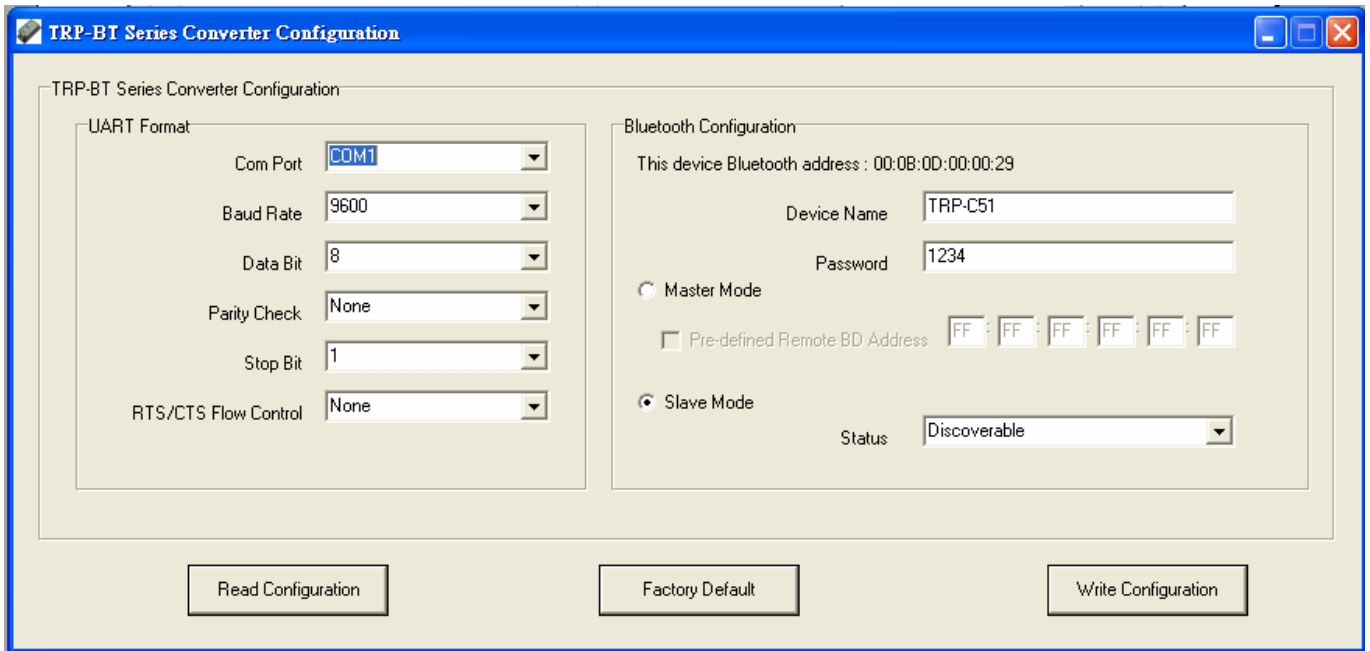 TRP-BT Series Converter Configuration
TRP-BT Series Converter Configuration
UART Format
Com Port COM1
Baud Rate 9600
Data Bit 8
Parity Check None
Stop Bit 1
RTS/CTS Flow Control None
Bluetooth Configuration
This device Bluetooth address : 00:0B:0D:00:00:29
Device Name TRP-C51
Password 1234
Master Mode
Pre-defined Remote BD Address FF : FF : FF : FF : FF : FF
Slave Mode
Status Discoverable
Read Configuration Factory Default Write Configuration